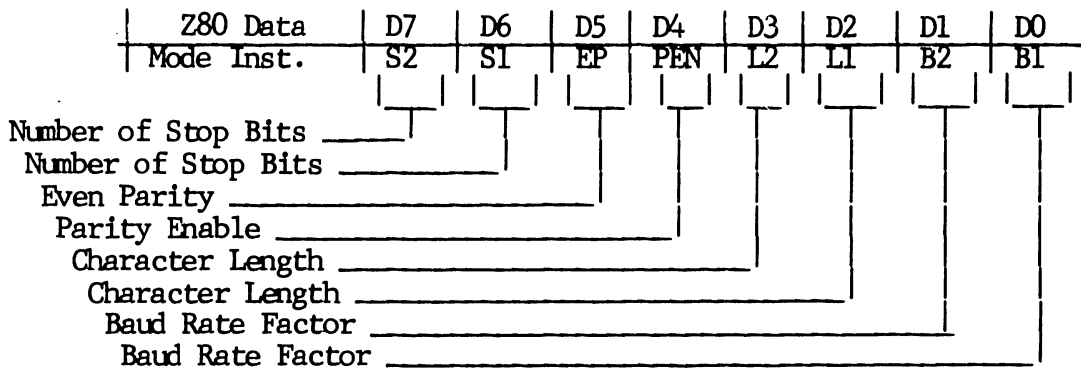 Z80 Data D7 D6 D5 D4 D3 D2 D1 D0
Mode Inst. S2 S1 EP PEN L2 L1 B2 B1
Number of Stop Bits
Number of Stop Bits
Even Parity
Parity Enable
Character Length
Character Length
Baud Rate Factor
Baud Rate Factor